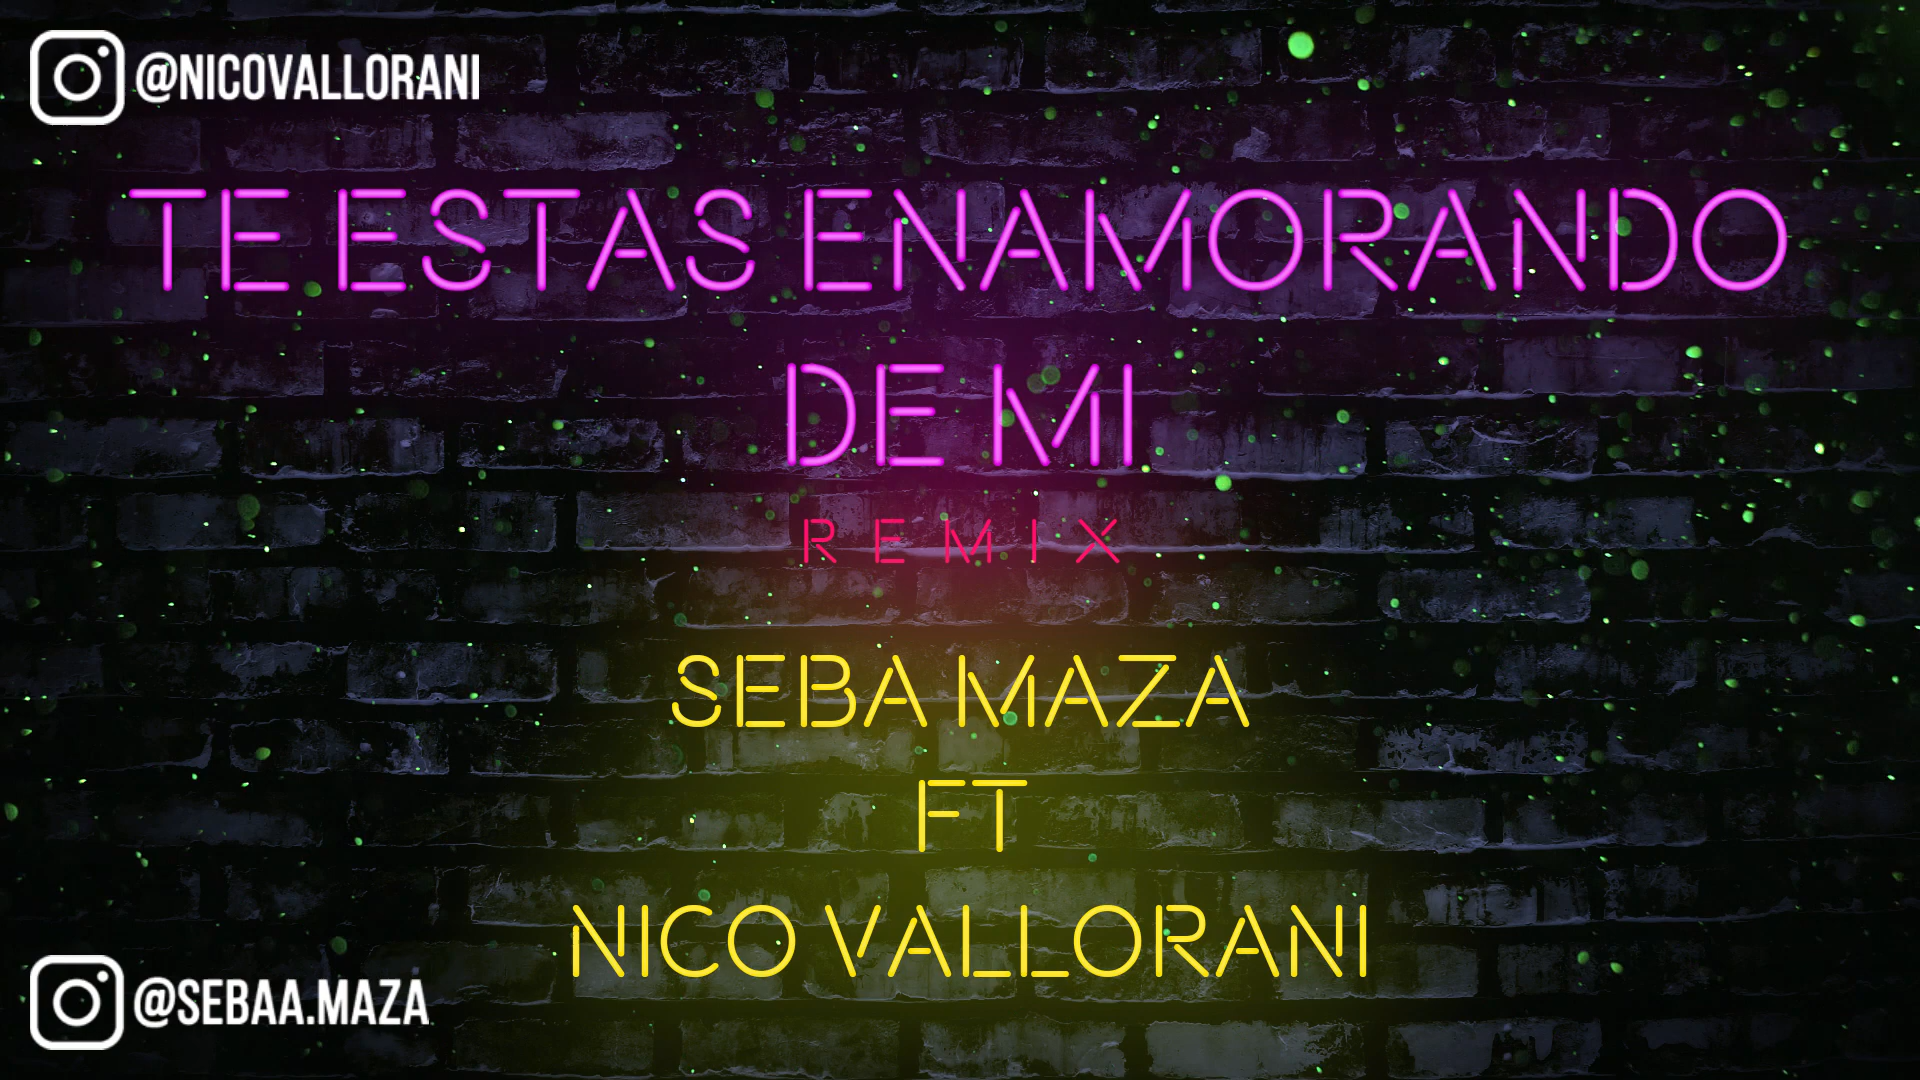 @NICOVALLORANI
TE ESTAS ENAMORANDO
DE MI
REMIX
SEBA MAZA
FT
NICO VALLORANI
@SEBAA.MAZA